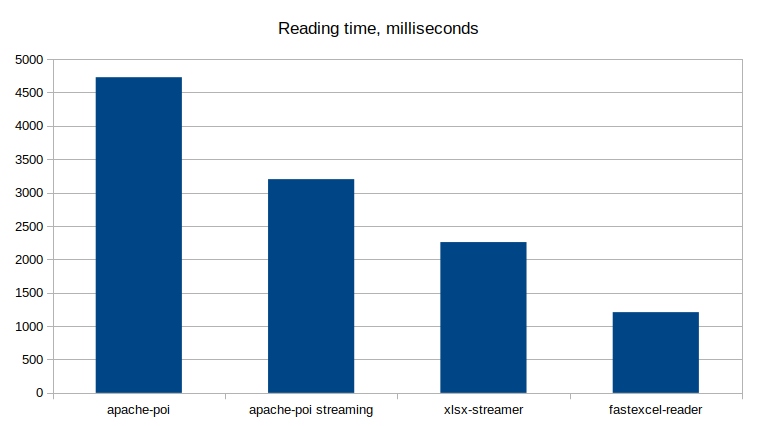 Reading time, milliseconds
5000
4500
4000
3500
3000
2500
2000
1500
1000
500
0
apache-poi
apache-poi streaming
xlsx-streamer
fastexcel-reader